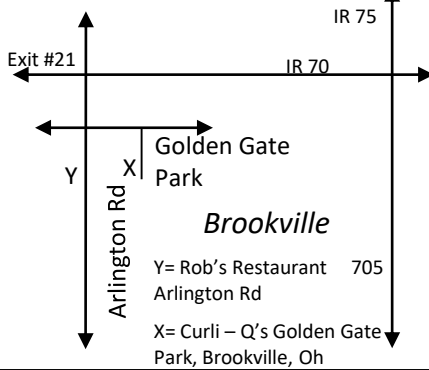 IR 75
Exit #21
IR 70
Golden Gate
Park
Y
X
Arlington Rd
Brookville
Y= Rob's Restaurant 705
Arlington Rd
X= Curli – Q's Golden Gate
Park, Brookville, Oh